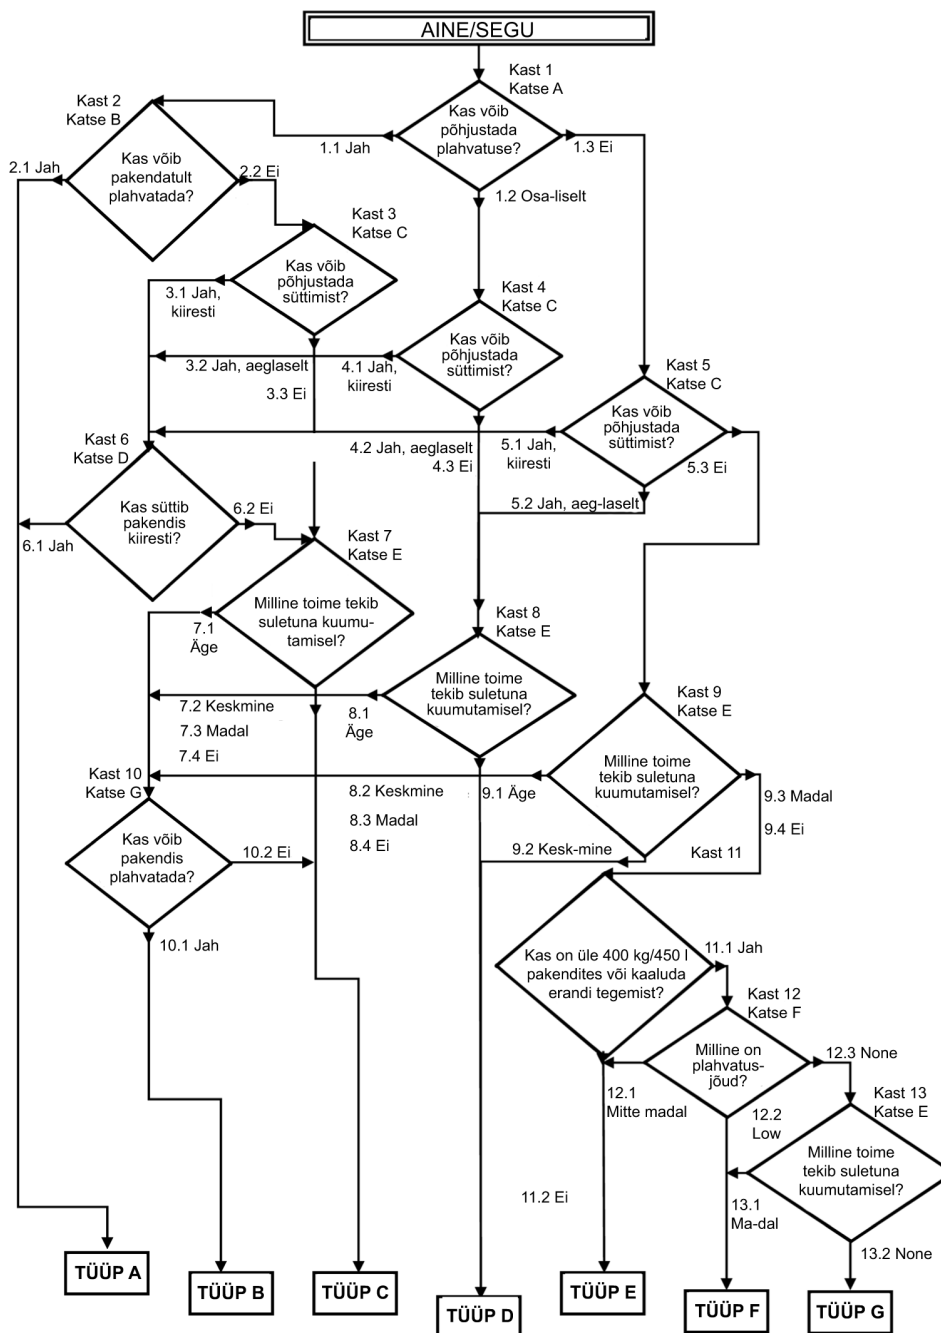 AINE/SEGU
Kast 1
Katse A
Kas võib
põhjustada
plahvatuse?
1.1 Jah
1.3 Ei
1.2 Osa-liselt
Kast 2
Katse B
Kas võib
pakendatult
plahvatada?
2.1 Jah
2.2 Ei
Kast 3
Katse C
Kas võib
põhjustada
süttimist?
3.1 Jah,
kiiresti
3.2 Jah, aeglaselt
3.3 Ei
Kast 4
Katse C
Kas võib
põhjustada
süttimist?
4.1 Jah,
kiiresti
4.2 Jah, aeglaselt
4.3 Ei
Kast 5
Katse C
Kas võib
põhjustada
süttimist?
5.1 Jah,
kiiresti
5.3 Ei
5.2 Jah, aeg-laselt
Kast 6
Katse D
Kas süttib
pakendis
kiiresti?
6.1 Jah
6.2 Ei
Kast 7
Katse E
Milline toime tekib
suletuna kuumu-
tamisel?
7.1
Äge
7.2 Keskmine
7.3 Madal
7.4 Ei
Kast 8
Katse E
Milline toime
tekib suletuna
kuumutamisel?
8.1
Äge
8.2 Keskmine
8.3 Madal
8.4 Ei
Kast 9
Katse E
Milline toime
tekib suletuna
kuumutamisel?
9.1 Äge
9.2 Kesk-mine
9.3 Madal
9.4 Ei
Kast 10
Katse G
Kas võib
pakendis
plahvatada?
10.2 Ei
10.1 Jah
Kast 11
Kas on üle 400 kg/450 l
pakendites või kaaluda
erandi tegemist?
11.1 Jah
11.2 Ei
Kast 12
Katse F
Milline on
plahvatus-
jõud?
12.1
Mitte madal
12.2
Low
12.3 None
Kast 13
Katse E
Milline toime
tekib suletuna
kuumutamisel?
13.1
Ma-dal
13.2 None
TÜÜP A
TÜÜP B
TÜÜP C
TÜÜP D
TÜÜP E
TÜÜP F
TÜÜP G